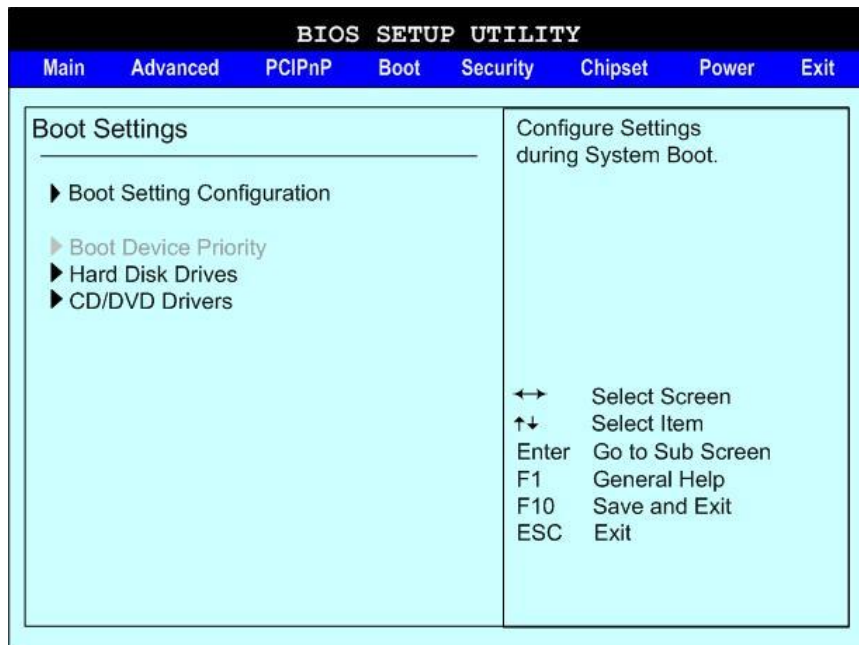 BIOS SETUP UTILITY
Main Advanced PCIPnP Boot Security Chipset Power Exit
Boot Settings
Boot Setting Configuration
Boot Device Priority
Hard Disk Drives
CD/DVD Drivers
Configure Settings
during System Boot.
←→ Select Screen
↑↓ Select Item
Enter Go to Sub Screen
F1 General Help
F10 Save and Exit
ESC Exit